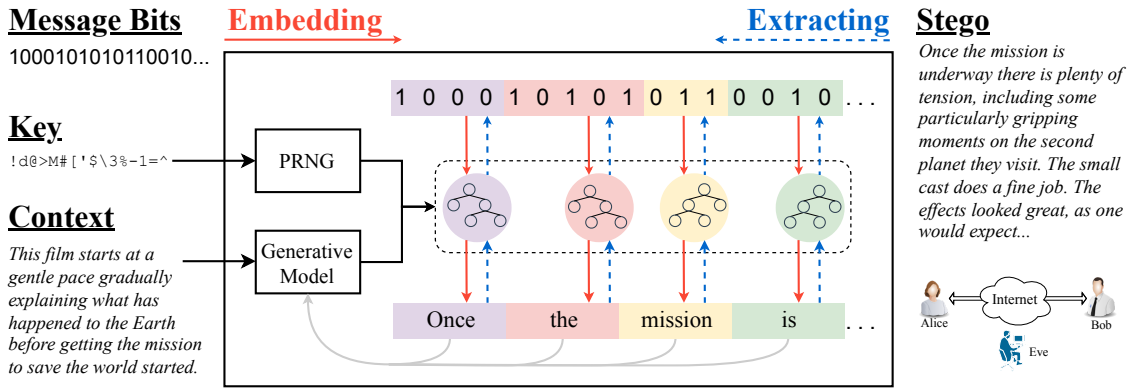 Message Bits
1000101010110010...
Key
!d@>M#['$\3%-1=^
Context
This film starts at a
gentle pace gradually
explaining what has
happened to the Earth
before getting the mission
to save the world started.
Embedding
Extracting
1 0 0 0 1 0 1 0 1 0 1 1 0 0 1 0 ...
PRNG
Generative
Model
Once the mission is ...
Stego
Once the mission is
underway there is plenty of
tension, including some
particularly gripping
moments on the second
planet they visit. The small
cast does a fine job. The
effects looked great, as one
would expect...
Internet
Alice
Bob
Eve